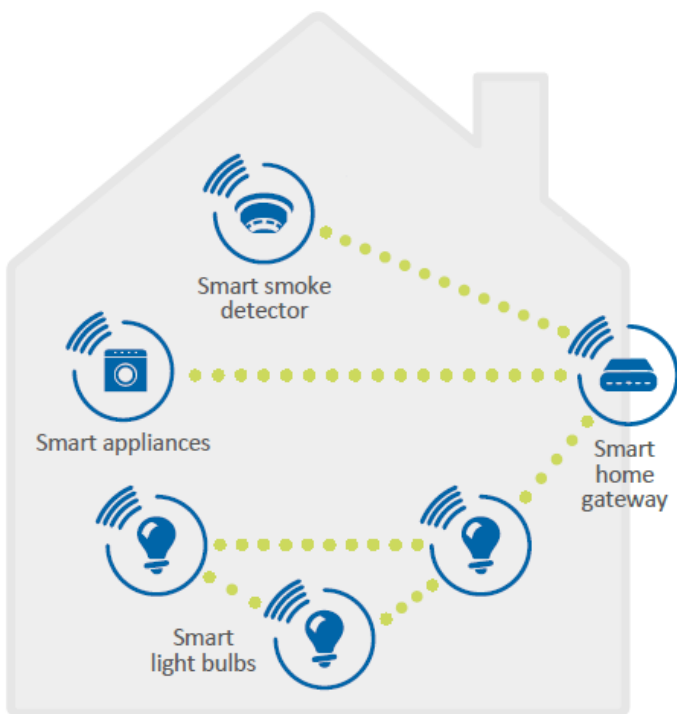 Smart smoke
detector
Smart appliances
Smart
home
gateway
Smart
light bulbs